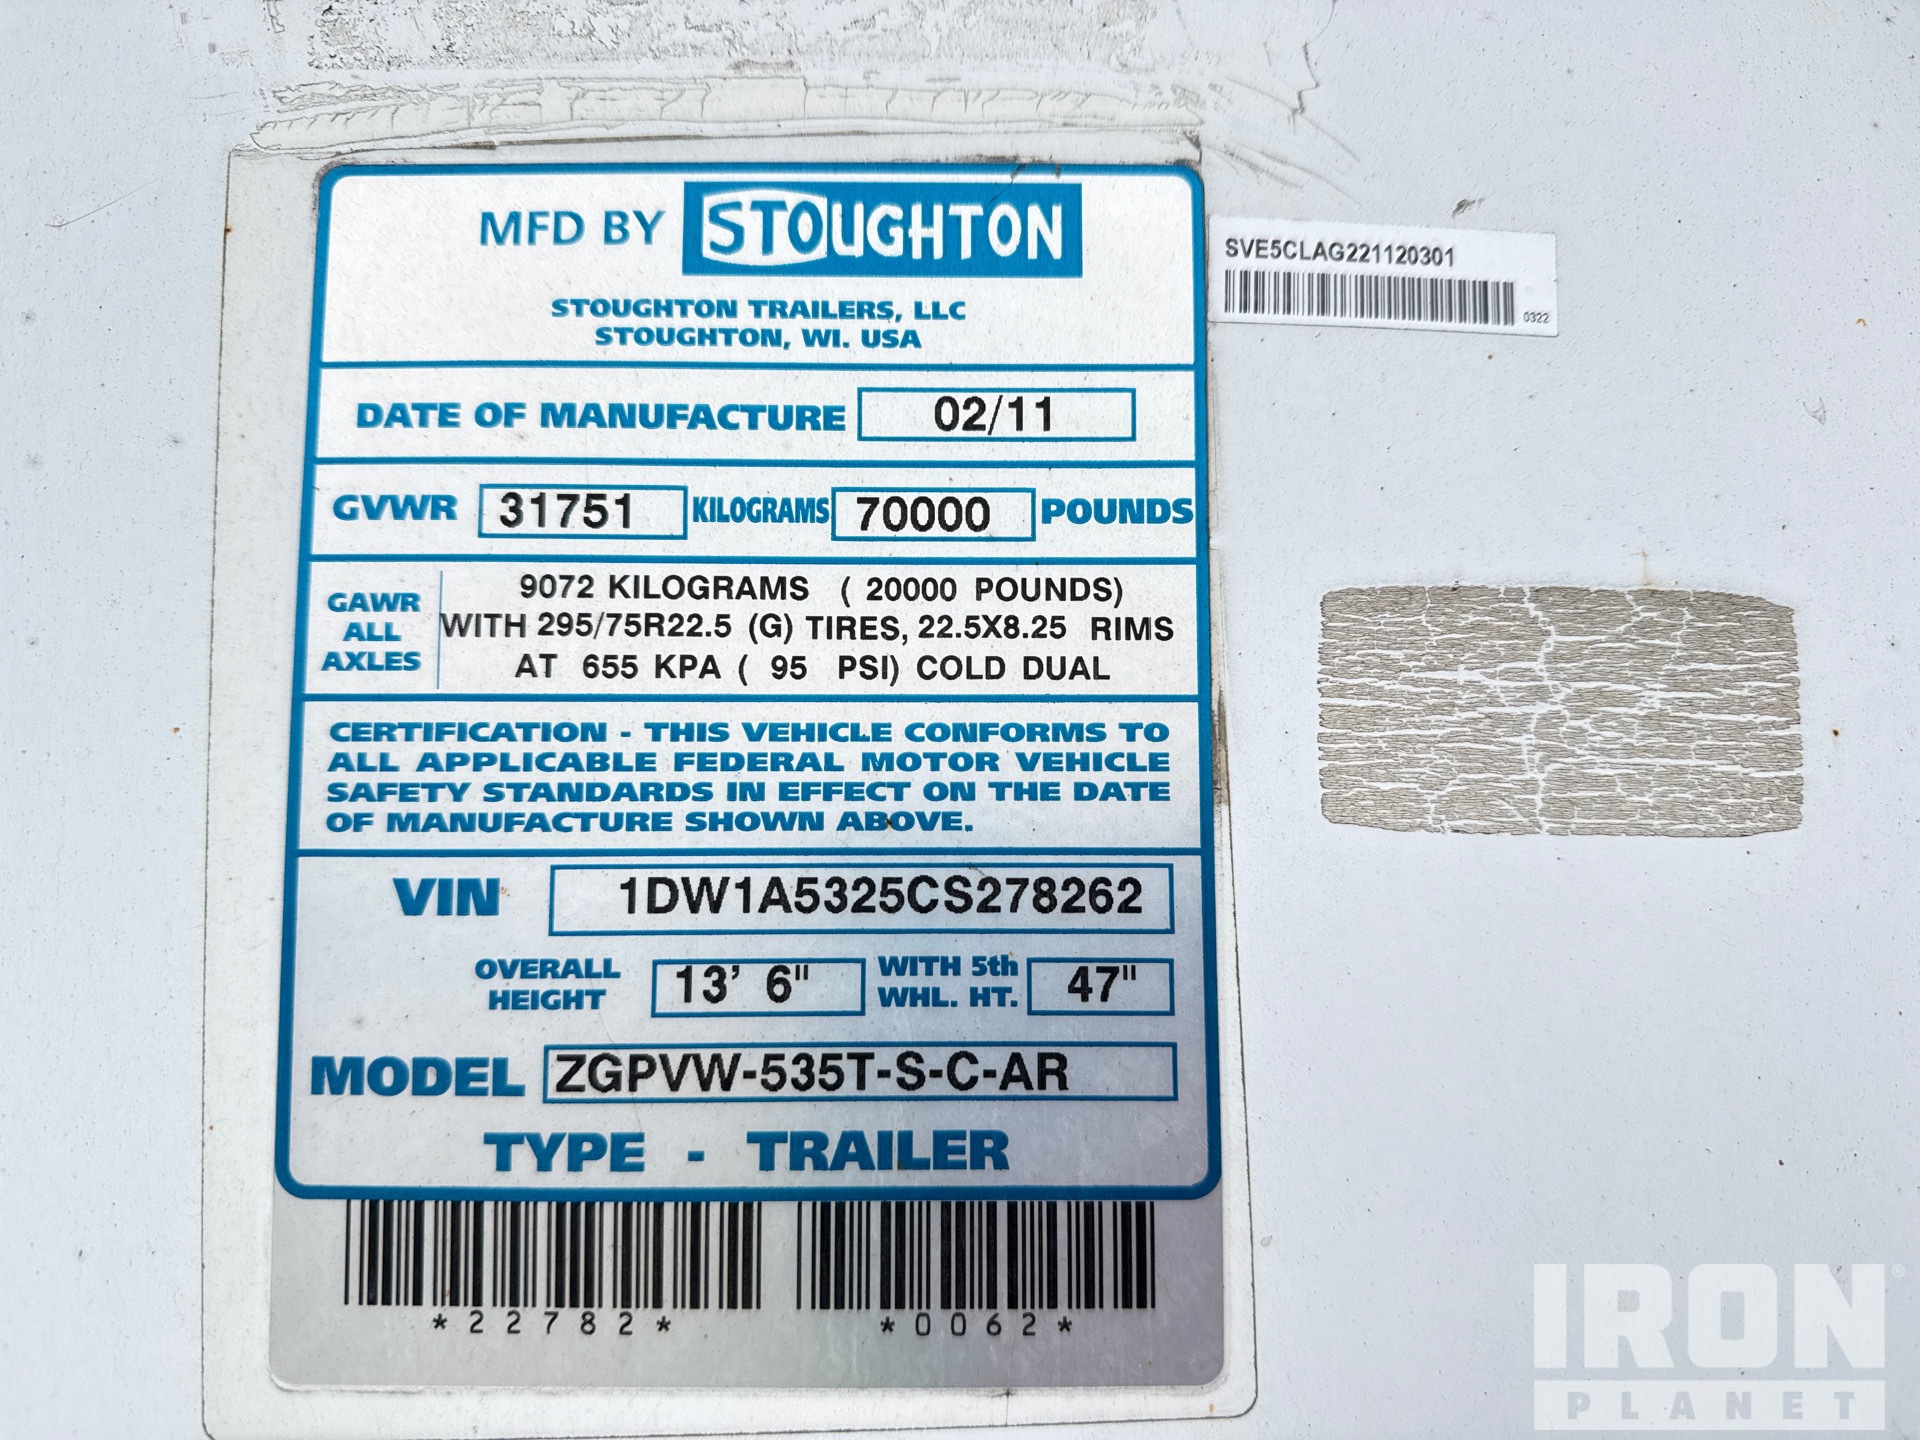 MFD BY STOUGHTON
STOUGHTON TRAILERS, LLC
STOUGHTON, WI. USA
DATE OF MANUFACTURE 02/11
GVWR 31751 KILOGRAMS 70000 POUNDS
GAWR
ALL
AXLES
9072 KILOGRAMS ( 20000 POUNDS)
WITH 295/75R22.5 (G) TIRES, 22.5X8.25 RIMS
AT 655 KPA ( 95 PSI) COLD DUAL
CERTIFICATION - THIS VEHICLE CONFORMS TO
ALL APPLICABLE FEDERAL MOTOR VEHICLE
SAFETY STANDARDS IN EFFECT ON THE DATE
OF MANUFACTURE SHOWN ABOVE.
VIN 1DW1A5325CS278262
OVERALL
HEIGHT
13' 6"
WITH 5th
WHL. HT.
47"
MODEL ZGPVW-535T-S-C-AR
TYPE - TRAILER
*22782* *0062*
SVE5CLAG221120301
0322
IRON®
PLANET